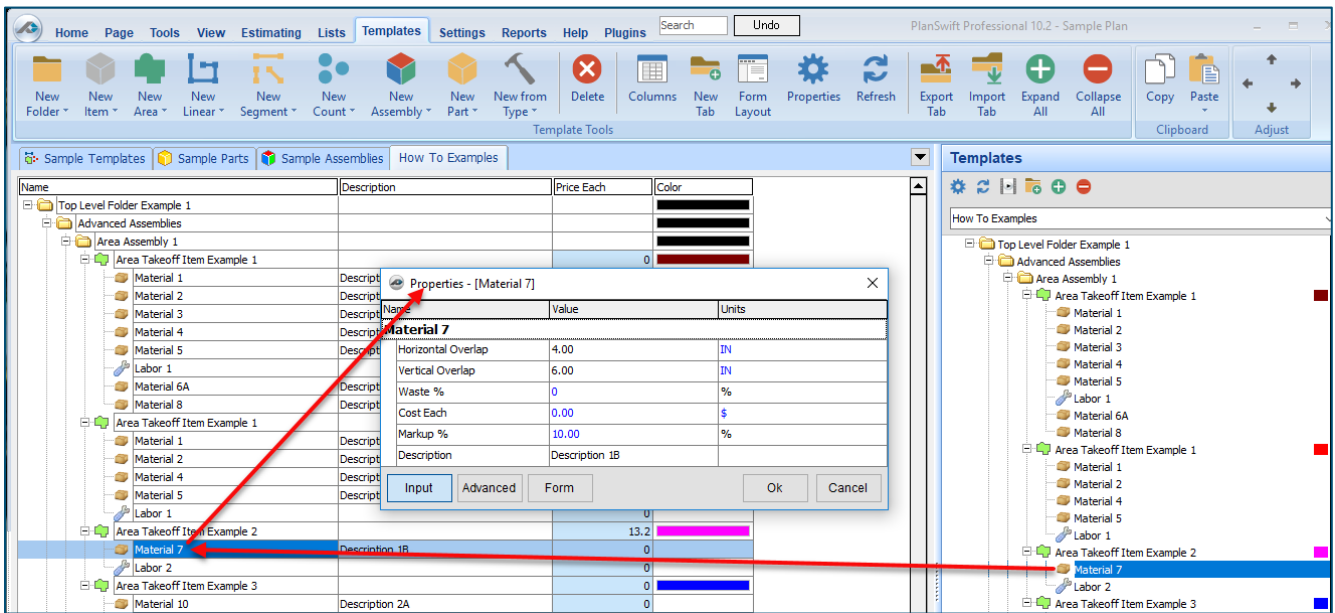 Home Page Tools View Estimating Lists Templates Settings Reports Help Plugins Search Undo PlanSwift Professional 10.2 - Sample Plan
New Folder
New Item
New Area
New Linear
New Segment
New Count
New Assembly
New Part
New from Type
Delete
Columns
New Tab
Form Layout
Properties
Refresh
Export Tab
Import Tab
Expand All
Collapse All
Copy
Paste
Template Tools
Clipboard
Adjust
Sample Templates Sample Parts Sample Assemblies How To Examples
Name Description Price Each Color
Top Level Folder Example 1
Advanced Assemblies
Area Assembly 1
Area Takeoff Item Example 1 0
Material 1 Descript
Material 2 Descript
Material 3 Descript
Material 4 Descript
Material 5 Descript
Labor 1
Material 6A Descript
Material 8 Descript
Area Takeoff Item Example 1
Material 1 Descript
Material 2 Descript
Material 4 Descript
Material 5 Descript
Labor 1 0
Area Takeoff Item Example 2 13.2
Material 7 Description 1B 0
Labor 2 0
Area Takeoff Item Example 3 0
Material 10 Description 2A 0
Properties - [Material 7]
Name Value Units
Material 7
Horizontal Overlap 4.00 IN
Vertical Overlap 6.00 IN
Waste % 0 %
Cost Each 0.00 $
Markup % 10.00 %
Description Description 1B
Input Advanced Form Ok Cancel
Templates
How To Examples
Top Level Folder Example 1
Advanced Assemblies
Area Assembly 1
Area Takeoff Item Example 1
Material 1
Material 2
Material 3
Material 4
Material 5
Labor 1
Material 6A
Material 8
Area Takeoff Item Example 1
Material 1
Material 2
Material 4
Material 5
Labor 1
Area Takeoff Item Example 2
Material 7
Labor 2
Area Takeoff Item Example 3